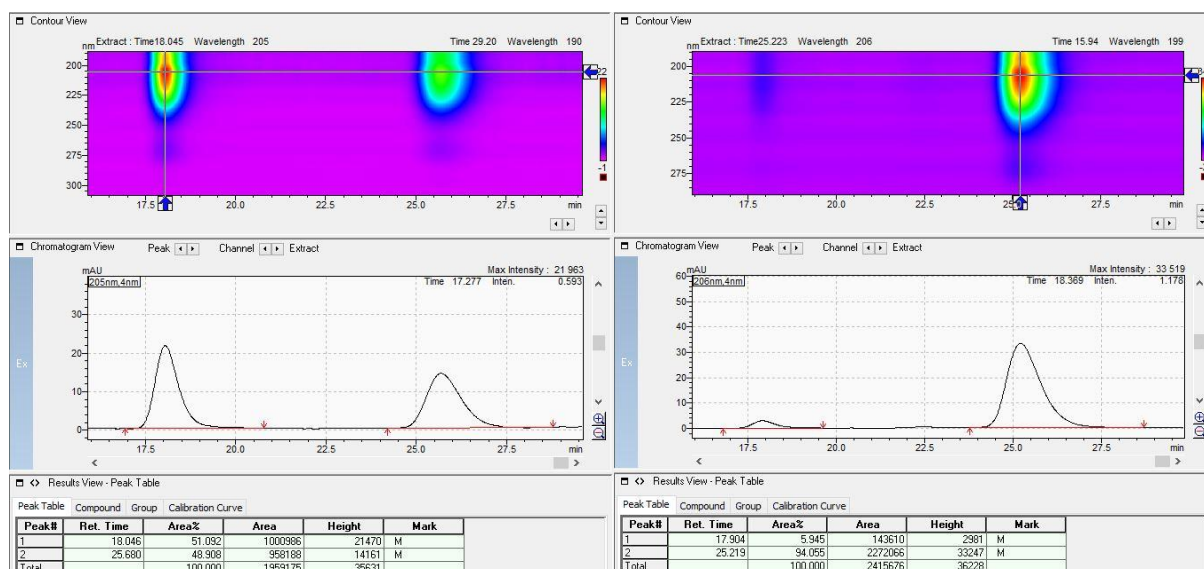 Contour View
nm Extract : Time18.045 Wavelength 205 Time 29.20 Wavelength 190
200
225
250
275
300
-1
17.5 20.0 22.5 25.0 27.5 min
Chromatogram View Peak Channel Extract
mAU Max Intensity : 21 963
205nm,4nm Time 17.277 Inten. 0.593
30
20
10
0
Ex
17.5 20.0 22.5 25.0 27.5 min
Results View - Peak Table
Peak Table Compound Group Calibration Curve
Peak# Ret. Time Area% Area Height Mark
1 18.046 51.092 1000986 21470 M
2 25.680 48.908 958188 14161 M
Total 100.000 1959175 35631
Contour View
nm Extract : Time25.223 Wavelength 206 Time 15.94 Wavelength 199
200
225
250
275
17.5 20.0 22.5 27.5 min
Chromatogram View Peak Channel Extract
mAU Max Intensity : 33 519
60
206nm,4nm Time 18.369 Inten. 1.178
50
40
30
20
10
0
Ex
17.5 20.0 22.5 25.0 27.5 min
Results View - Peak Table
Peak Table Compound Group Calibration Curve
Peak# Ret. Time Area% Area Height Mark
1 17.904 5.945 143610 2981 M
2 25.219 94.055 2272066 33247 M
Total 100.000 2415676 36228